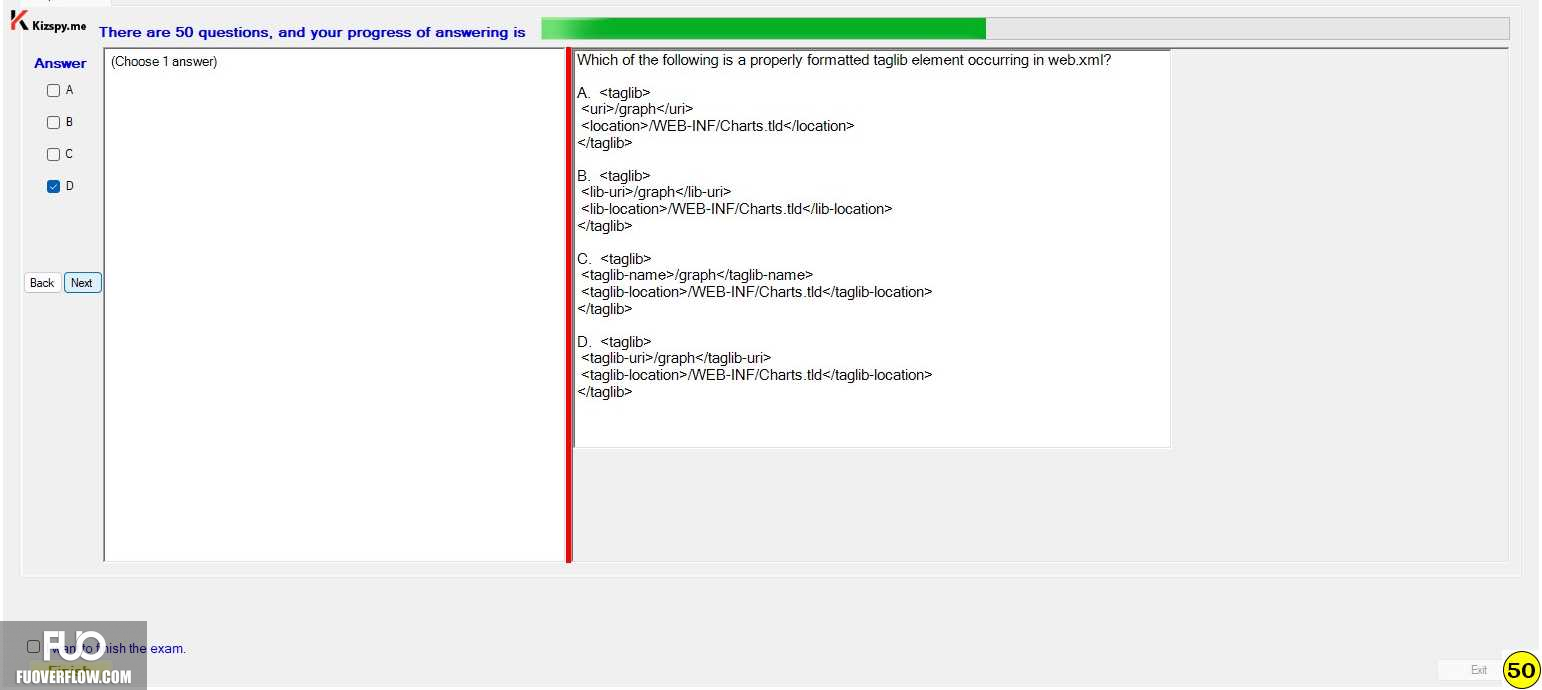 Kizspy.me
There are 50 questions, and your progress of answering is
Answer
A
B
C
D
Back
Next
(Choose 1 answer)
Which of the following is a properly formatted taglib element occurring in web.xml?
A. <taglib>
<uri>/graph</uri>
<location>/WEB-INF/Charts.tld</location>
</taglib>
B. <taglib>
<lib-uri>/graph</lib-uri>
<lib-location>/WEB-INF/Charts.tld</lib-location>
</taglib>
C. <taglib>
<taglib-name>/graph</taglib-name>
<taglib-location>/WEB-INF/Charts.tld</taglib-location>
</taglib>
D. <taglib>
<taglib-uri>/graph</taglib-uri>
<taglib-location>/WEB-INF/Charts.tld</taglib-location>
</taglib>
to finish the exam.
Finish
FUO
FUOVERFLOW.COM
Exit
50